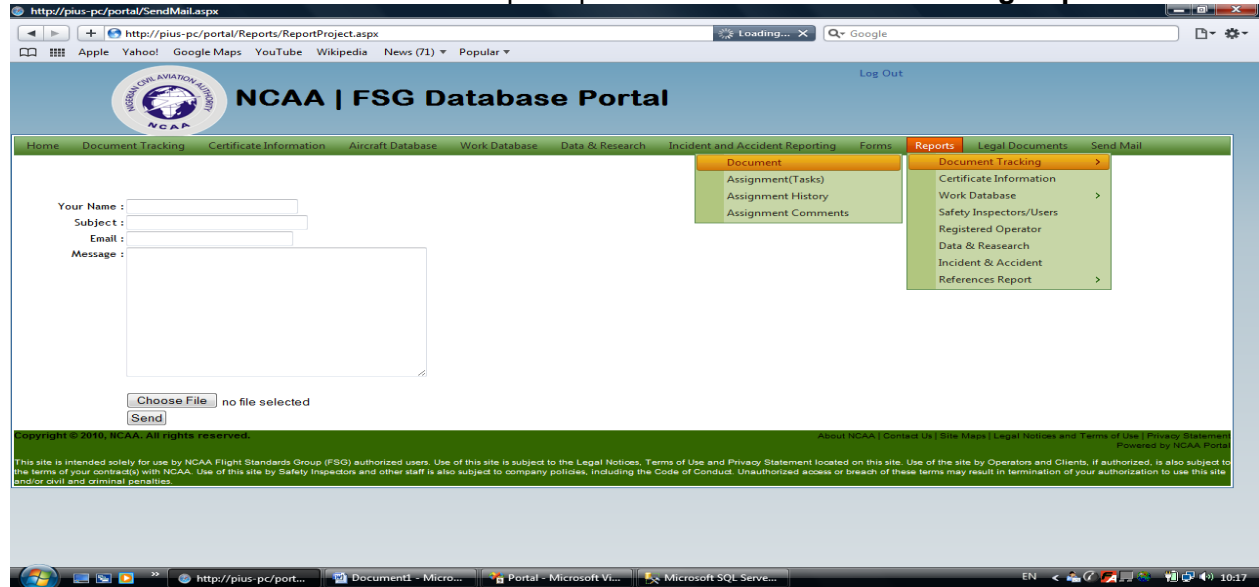 http://pius-pc/portal/SendMail.aspx
http://pius-pc/portal/Reports/ReportProject.aspx Loading... Google
Apple Yahoo! Google Maps YouTube Wikipedia News (71) Popular
Log Out
NIGERIAN CIVIL AVIATION AUTHORITY
NCAA
NCAA | FSG Database Portal
Home Document Tracking Certificate Information Aircraft Database Work Database Data & Research Incident and Accident Reporting Forms Reports Legal Documents Send Mail
Document
Assignment(Tasks)
Assignment History
Assignment Comments
Document Tracking >
Certificate Information
Work Database >
Safety Inspectors/Users
Registered Operator
Data & Reasearch
Incident & Accident
References Report >
Your Name :
Subject :
Email :
Message :
Choose File no file selected
Send
Copyright © 2010, NCAA. All rights reserved.
About NCAA | Contact Us | Site Maps | Legal Notices and Terms of Use | Privacy Statement
Powered by NCAA Portal
This site is intended solely for use by NCAA Flight Standards Group (FSG) authorized users. Use of this site is subject to the Legal Notices, Terms of Use and Privacy Statement located on this site. Use of the site by Operators and Clients, if authorized, is also subject to
the terms of your contract(s) with NCAA. Use of this site by Safety Inspectors and other staff is also subject to company policies, including the Code of Conduct. Unauthorized access or breach of these terms may result in termination of your authorization to use this site
and/or civil and criminal penalties.
http://pius-pc/port... Document1 - Micro... Portal - Microsoft Vi... Microsoft SQL Serve... EN 10:17